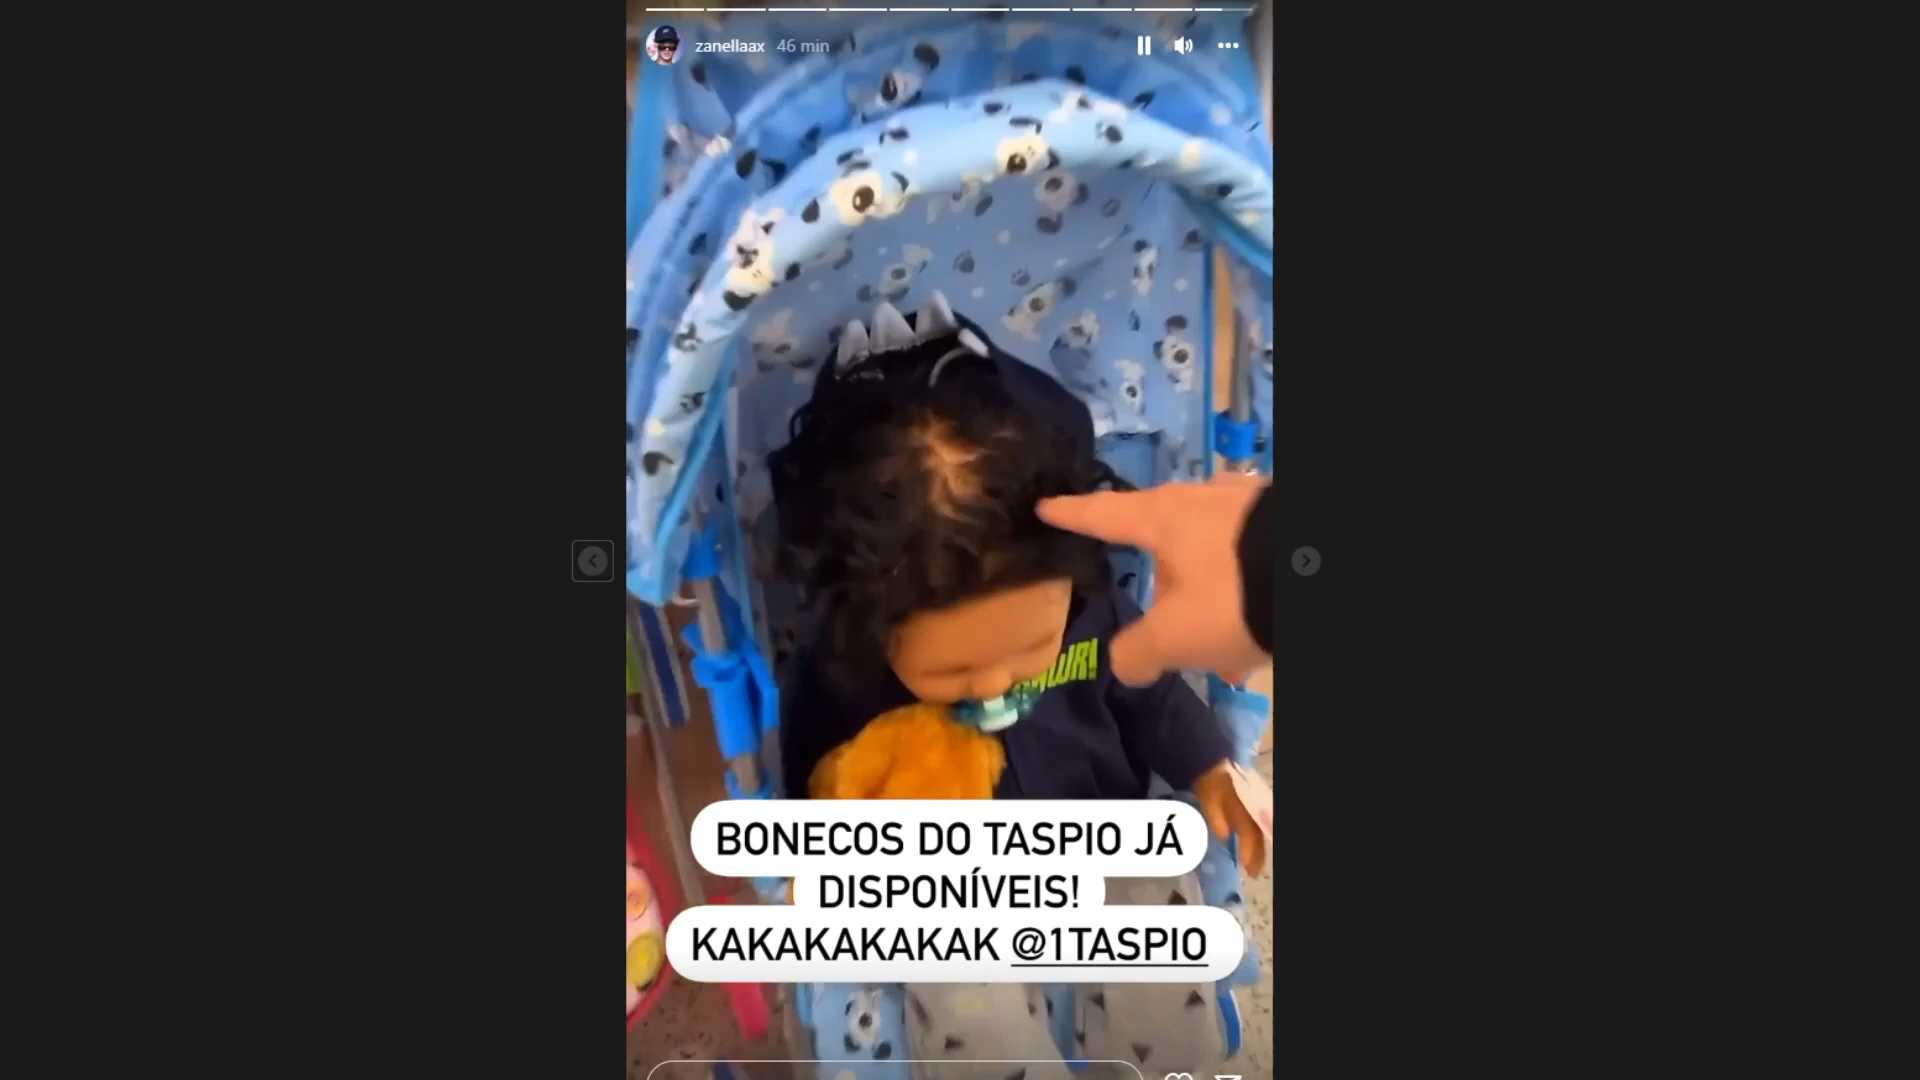 zanellaax 46 min
BONECOS DO TASPIO JÁ
DISPONÍVEIS!
KAKAKAKAKAK @1TASPIO